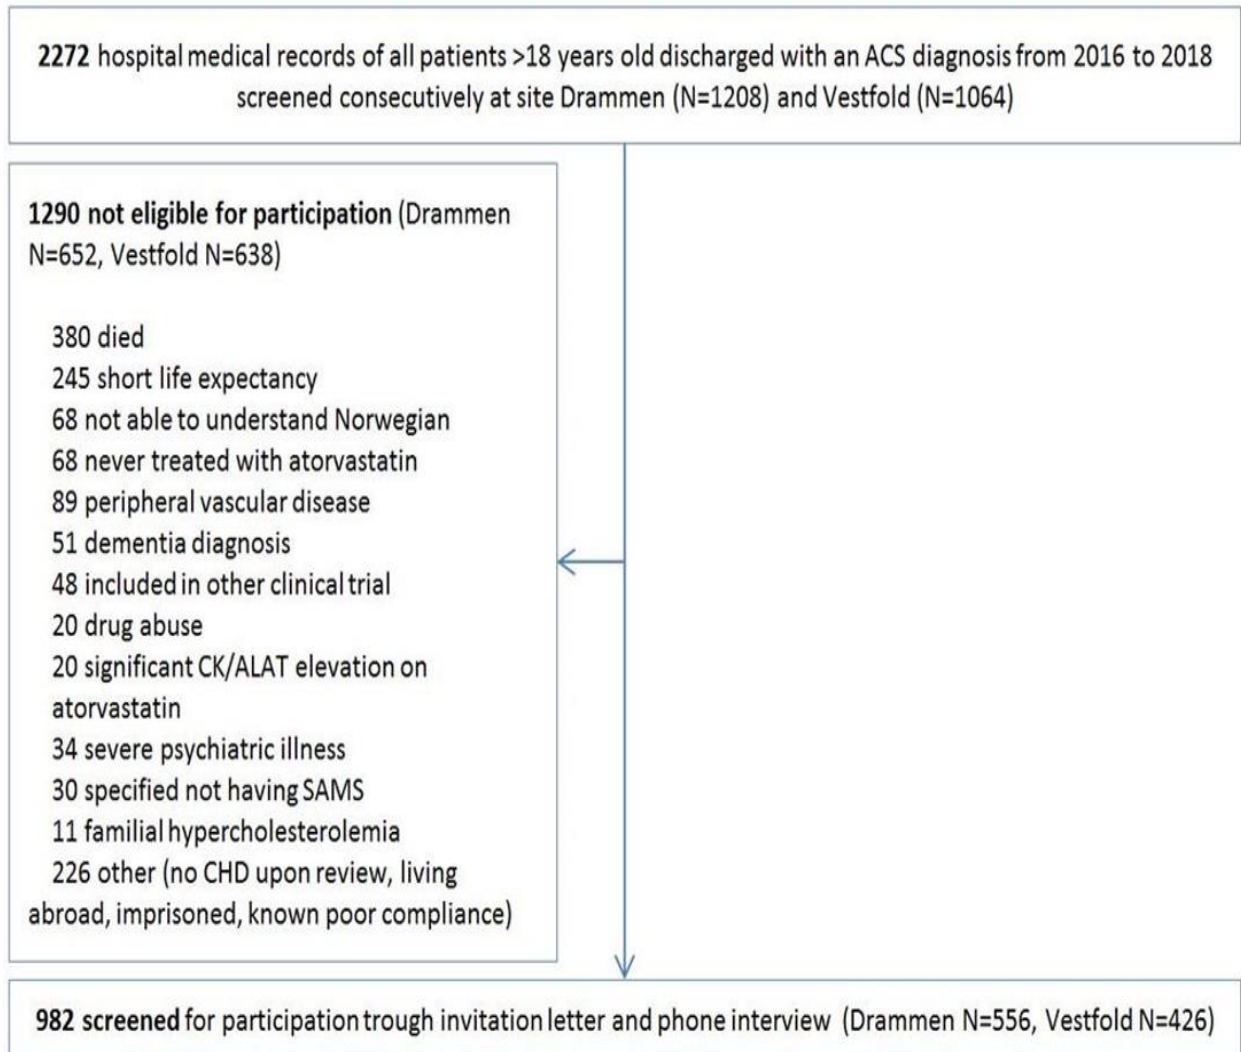 2272 hospital medical records of all patients >18 years old discharged with an ACS diagnosis from 2016 to 2018
screened consecutively at site Drammen (N=1208) and Vestfold (N=1064)
1290 not eligible for participation (Drammen
N=652, Vestfold N=638)
380 died
245 short life expectancy
68 not able to understand Norwegian
68 never treated with atorvastatin
89 peripheral vascular disease
51 dementia diagnosis
48 included in other clinical trial
20 drug abuse
20 significant CK/ALAT elevation on
atorvastatin
34 severe psychiatric illness
30 specified not having SAMS
11 familial hypercholesterolemia
226 other (no CHD upon review, living
abroad, imprisoned, known poor compliance)
982 screened for participation trough invitation letter and phone interview (Drammen N=556, Vestfold N=426)